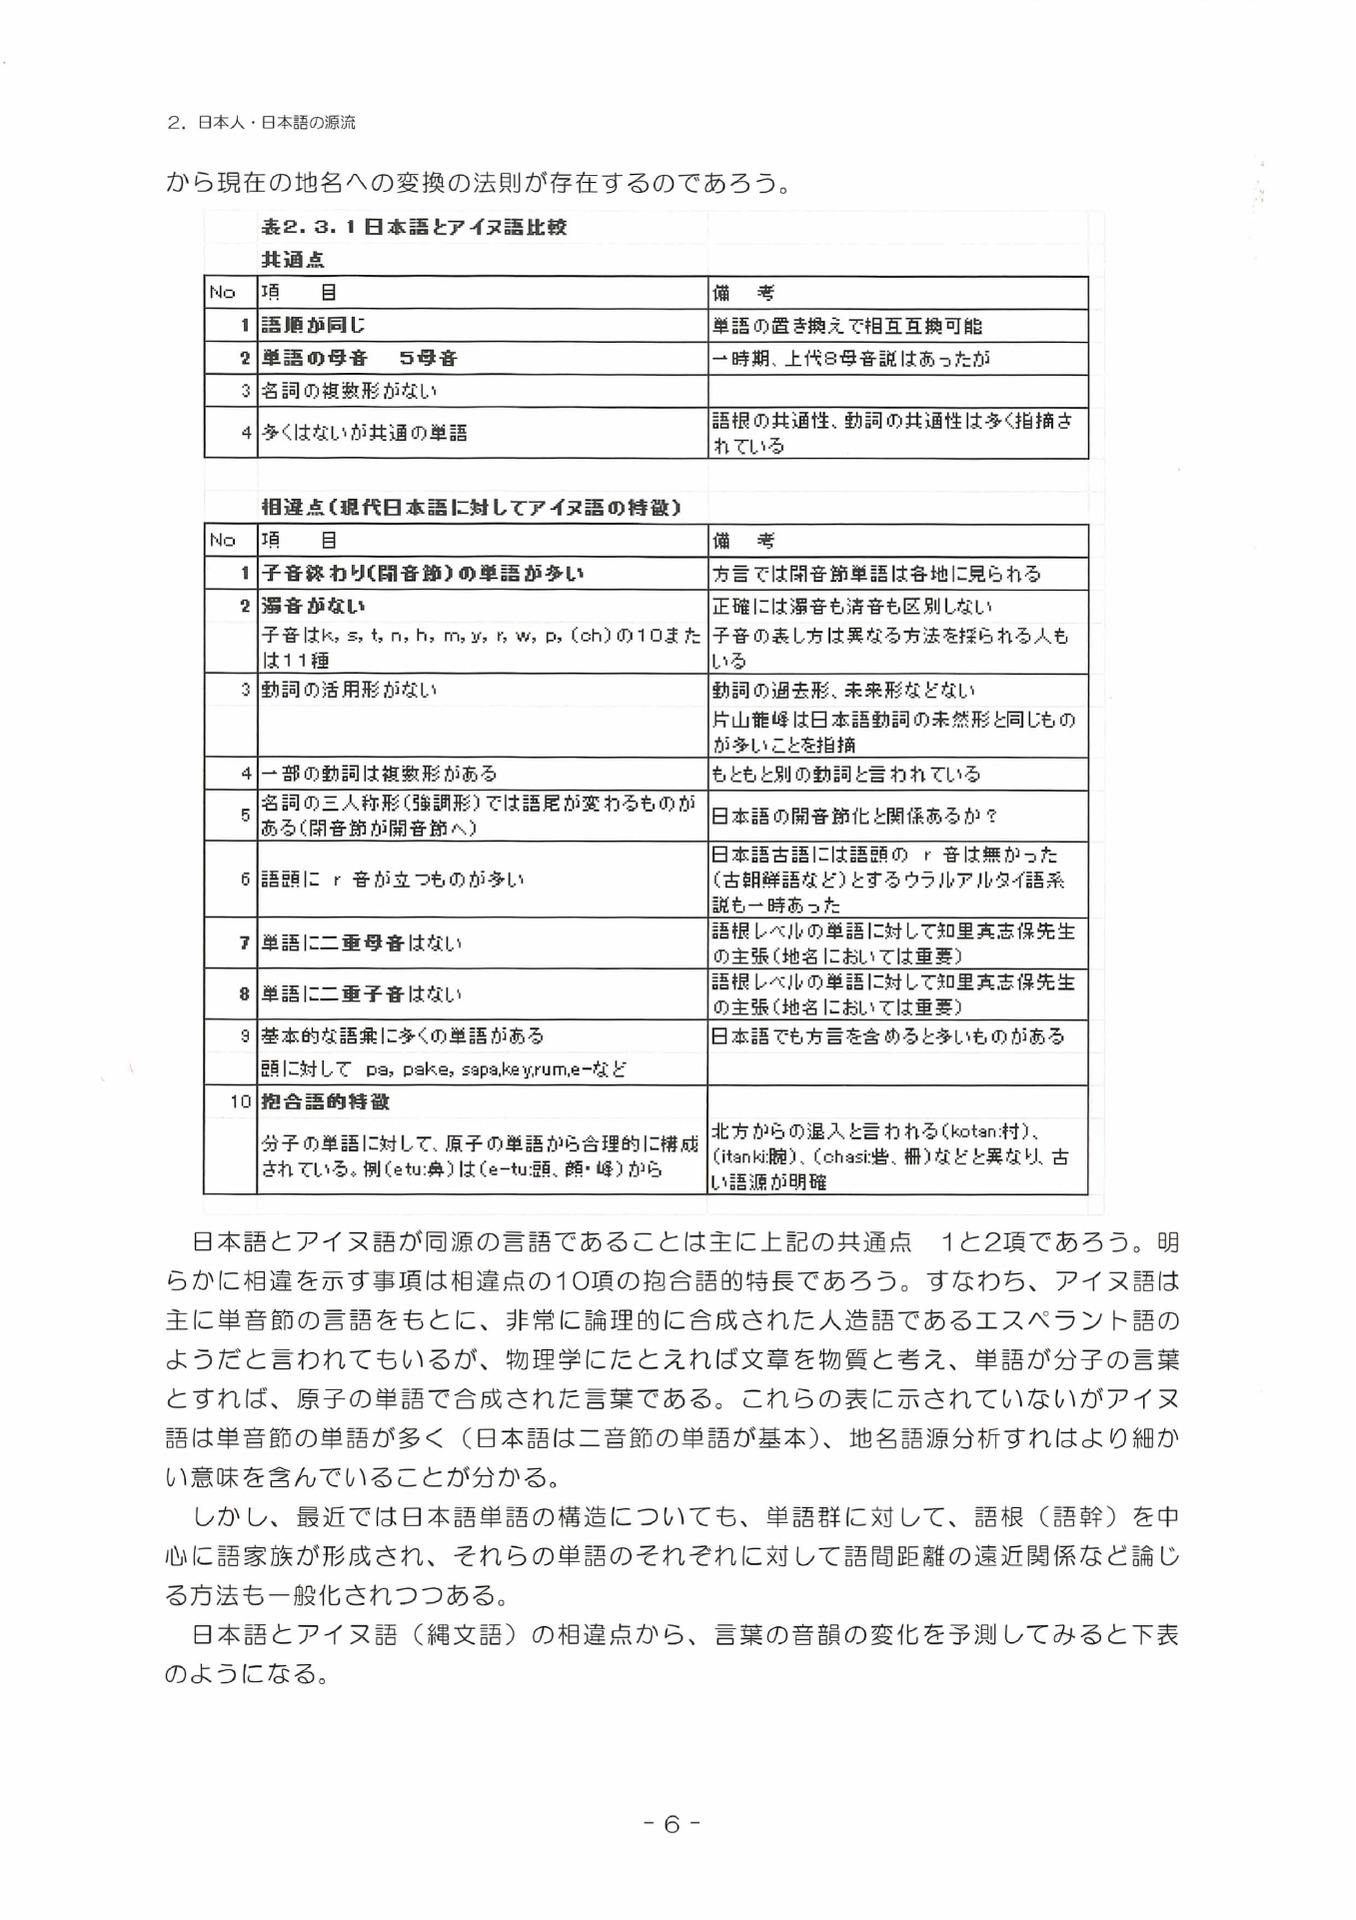 2．日本人・日本語の源流
から現在の地名への変換の法則が存在するのであろう。
表2．3．1 日本語とアイヌ語比較
共通点
No 項　目 備　考
1 語順が同じ 単語の置き換えで相互互換可能
2 単語の母音　5母音 一時期、上代8母音説はあったが
3 名詞の複数形がない
4 多くはないが共通の単語 語根の共通性、動詞の共通性は多く指摘さ
れている
相違点（現代日本語に対してアイヌ語の特徴）
No 項　目 備　考
1 子音終わり（閉音節）の単語が多い 方言では閉音節単語は各地に見られる
2 濁音がない 正確には濁音も清音も区別しない
子音はk, s, t, n, h, m, y, r, w, p, (ch)の10また 子音の表し方は異なる方法を採られる人も
は11種 いる
3 動詞の活用形がない 動詞の過去形、未来形などない
片山龍峰は日本語動詞の未然形と同じもの
が多いことを指摘
4 一部の動詞は複数形がある もともと別の動詞と言われている
5 名詞の三人称形（強調形）では語尾が変わるものが
ある（閉音節が開音節へ） 日本語の開音節化と関係あるか？
6 語頭に r 音が立つものが多い 日本語古語には語頭の r 音は無かった
（古朝鮮語など）とするウラルアルタイ語系
説も一時あった
7 単語に二重母音はない 語根レベルの単語に対して知里真志保先生
の主張（地名においては重要）
8 単語に二重子音はない 語根レベルの単語に対して知里真志保先生
の主張（地名においては重要）
9 基本的な語彙に多くの単語がある 日本語でも方言を含めると多いものがある
頭に対して pa, pake, sapa,key,rum,e-など
10 抱合語的特徴
分子の単語に対して、原子の単語から合理的に構成
されている。例（etu:鼻）は（e-tu:頭、顔・峰）から
北方からの混入と言われる（kotan:村）、
（itanki:腕）、（chasi:砦、柵）などと異なり、古
い語源が明確
日本語とアイヌ語が同源の言語であることは主に上記の共通点　1と2項であろう。明
らかに相違を示す事項は相違点の10項の抱合語的特長であろう。すなわち、アイヌ語は
主に単音節の言語をもとに、非常に論理的に合成された人造語であるエスペラント語の
ようだと言われてもいるが、物理学にたとえれば文章を物質と考え、単語が分子の言葉
とすれば、原子の単語で合成された言葉である。これらの表に示されていないがアイヌ
語は単音節の単語が多く（日本語は二音節の単語が基本）、地名語源分析すれはより細か
い意味を含んでいることが分かる。
しかし、最近では日本語単語の構造についても、単語群に対して、語根（語幹）を中
心に語家族が形成され、それらの単語のそれぞれに対して語間距離の遠近関係など論じ
る方法も一般化されつつある。
日本語とアイヌ語（縄文語）の相違点から、言葉の音韻の変化を予測してみると下表
のようになる。
- 6 -